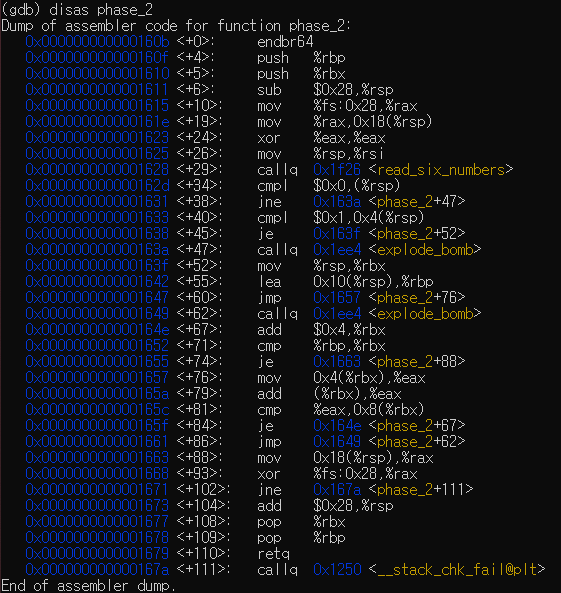 (gdb) disas phase_2
Dump of assembler code for function phase_2:
0x000000000000160b <+0>: endbr64
0x000000000000160f <+4>: push %rbp
0x0000000000001610 <+5>: push %rbx
0x0000000000001611 <+6>: sub $0x28,%rsp
0x0000000000001615 <+10>: mov %fs:0x28,%rax
0x000000000000161e <+19>: mov %rax,0x18(%rsp)
0x0000000000001623 <+24>: xor %eax,%eax
0x0000000000001625 <+26>: mov %rsp,%rsi
0x0000000000001628 <+29>: callq 0x1f26 <read_six_numbers>
0x000000000000162d <+34>: cmpl $0x0,(%rsp)
0x0000000000001631 <+38>: jne 0x163a <phase_2+47>
0x0000000000001633 <+40>: cmpl $0x1,0x4(%rsp)
0x0000000000001638 <+45>: je 0x163f <phase_2+52>
0x000000000000163a <+47>: callq 0x1ee4 <explode_bomb>
0x000000000000163f <+52>: mov %rsp,%rbx
0x0000000000001642 <+55>: lea 0x10(%rsp),%rbp
0x0000000000001647 <+60>: jmp 0x1657 <phase_2+76>
0x0000000000001649 <+62>: callq 0x1ee4 <explode_bomb>
0x000000000000164e <+67>: add $0x4,%rbx
0x0000000000001652 <+71>: cmp %rbp,%rbx
0x0000000000001655 <+74>: je 0x1663 <phase_2+88>
0x0000000000001657 <+76>: mov 0x4(%rbx),%eax
0x000000000000165a <+79>: add (%rbx),%eax
0x000000000000165c <+81>: cmp %eax,0x8(%rbx)
0x000000000000165f <+84>: je 0x164e <phase_2+67>
0x0000000000001661 <+86>: jmp 0x1649 <phase_2+62>
0x0000000000001663 <+88>: mov 0x18(%rsp),%rax
0x0000000000001668 <+93>: xor %fs:0x28,%rax
0x0000000000001671 <+102>: jne 0x167a <phase_2+111>
0x0000000000001673 <+104>: add $0x28,%rsp
0x0000000000001677 <+108>: pop %rbx
0x0000000000001678 <+109>: pop %rbp
0x0000000000001679 <+110>: retq
0x000000000000167a <+111>: callq 0x1250 <__stack_chk_fail@plt>
End of assembler dump.